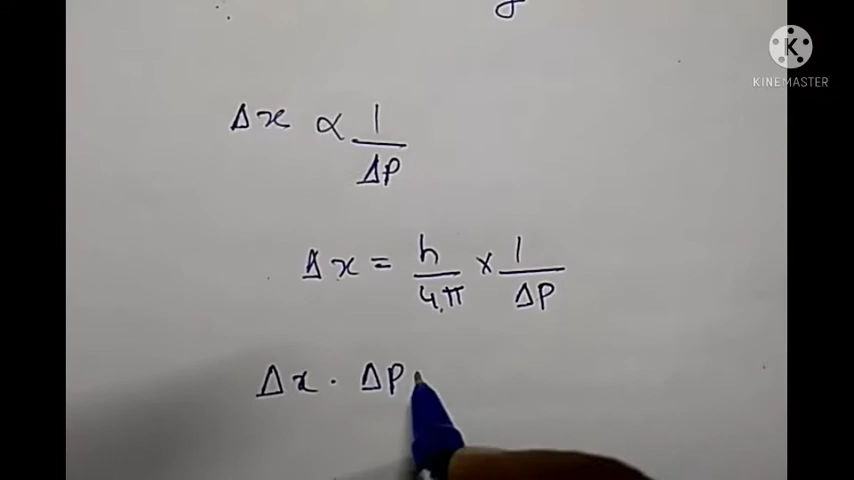 K
KINEMASTER
Δx ∝ 1/ΔP
Δx = h/4π × 1/ΔP
Δx · ΔP